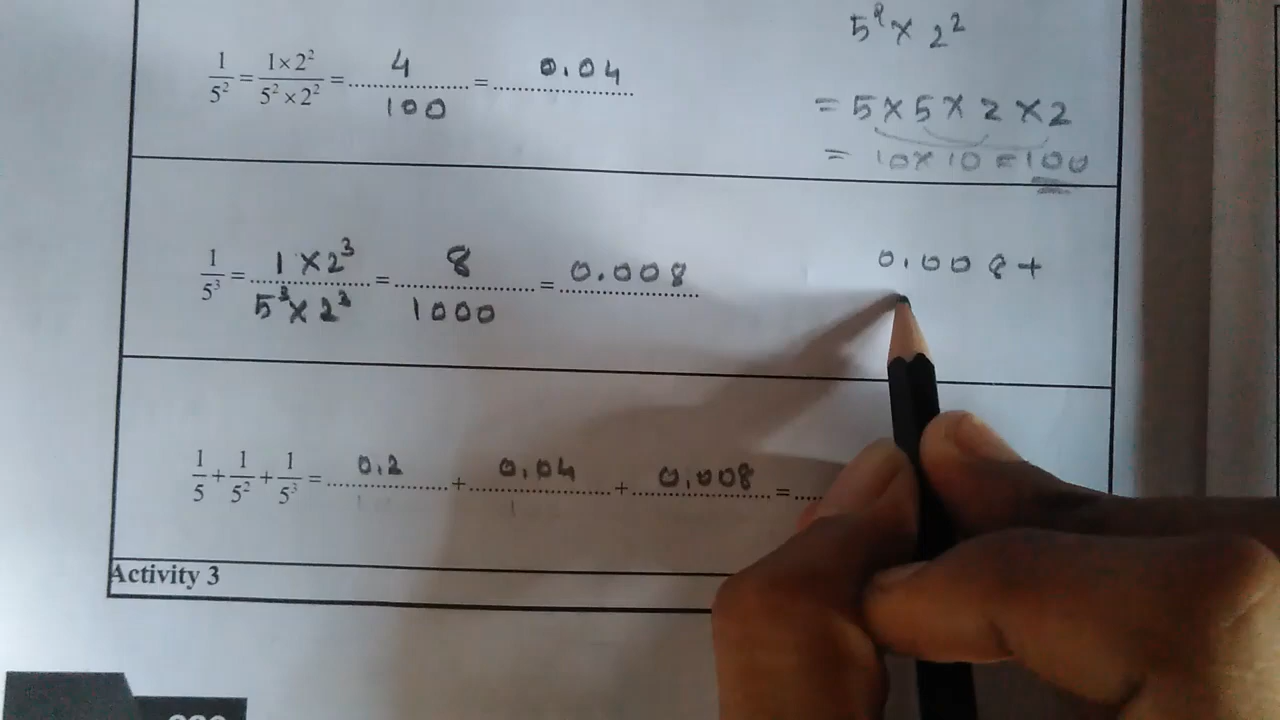 5² × 2²
1/5² = 1×2²/5²×2² = 4/100 = 0.04
= 5 × 5 × 2 × 2
= 10 × 10 = 100
1/5³ = 1 × 2³/5³ × 2³ = 8/1000 = 0.008
0.008 +
1/5 + 1/5² + 1/5³ = 0.2 + 0.04 + 0.008 =
Activity 3